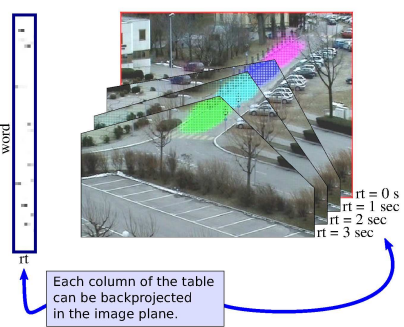 word
rt
rt = 0 s
rt = 1 sec
rt = 2 sec
rt = 3 sec
Each column of the table
can be backprojected
in the image plane.